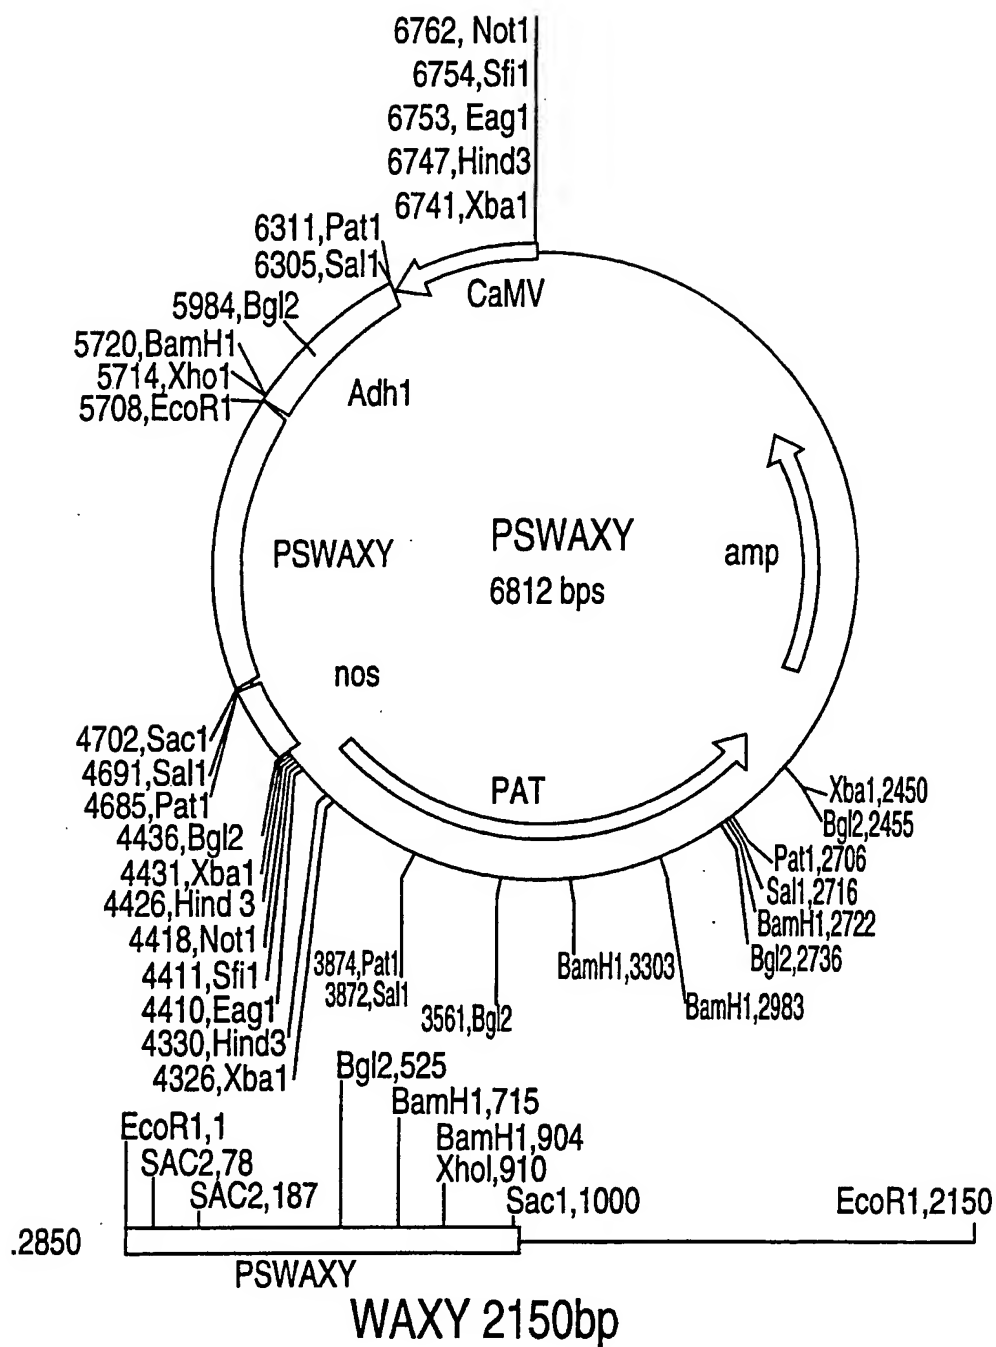 6762, Not1
6754,Sfi1
6753, Eag1
6747,Hind3
6741,Xba1
6311,Pat1
6305,Sal1
5984,Bgl2
5720,BamH1
5714,Xho1
5708,EcoR1
CaMV
Adh1
PSWAXY
PSWAXY
6812 bps
amp
nos
PAT
4702,Sac1
4691,Sal1
4685,Pat1
4436,Bgl2
4431,Xba1
4426,Hind 3
4418,Not1
4411,Sfi1
4410,Eag1
4330,Hind3
4326,Xba1
3874,Pat1
3872,Sal1
3561,Bgl2
BamH1,3303
BamH1,2983
Xba1,2450
Bgl2,2455
Pat1,2706
Sal1,2716
BamH1,2722
Bgl2,2736
EcoR1,1
SAC2,78
SAC2,187
Bgl2,525
BamH1,715
BamH1,904
XhoI,910
Sac1,1000
EcoR1,2150
.2850
PSWAXY
WAXY 2150bp